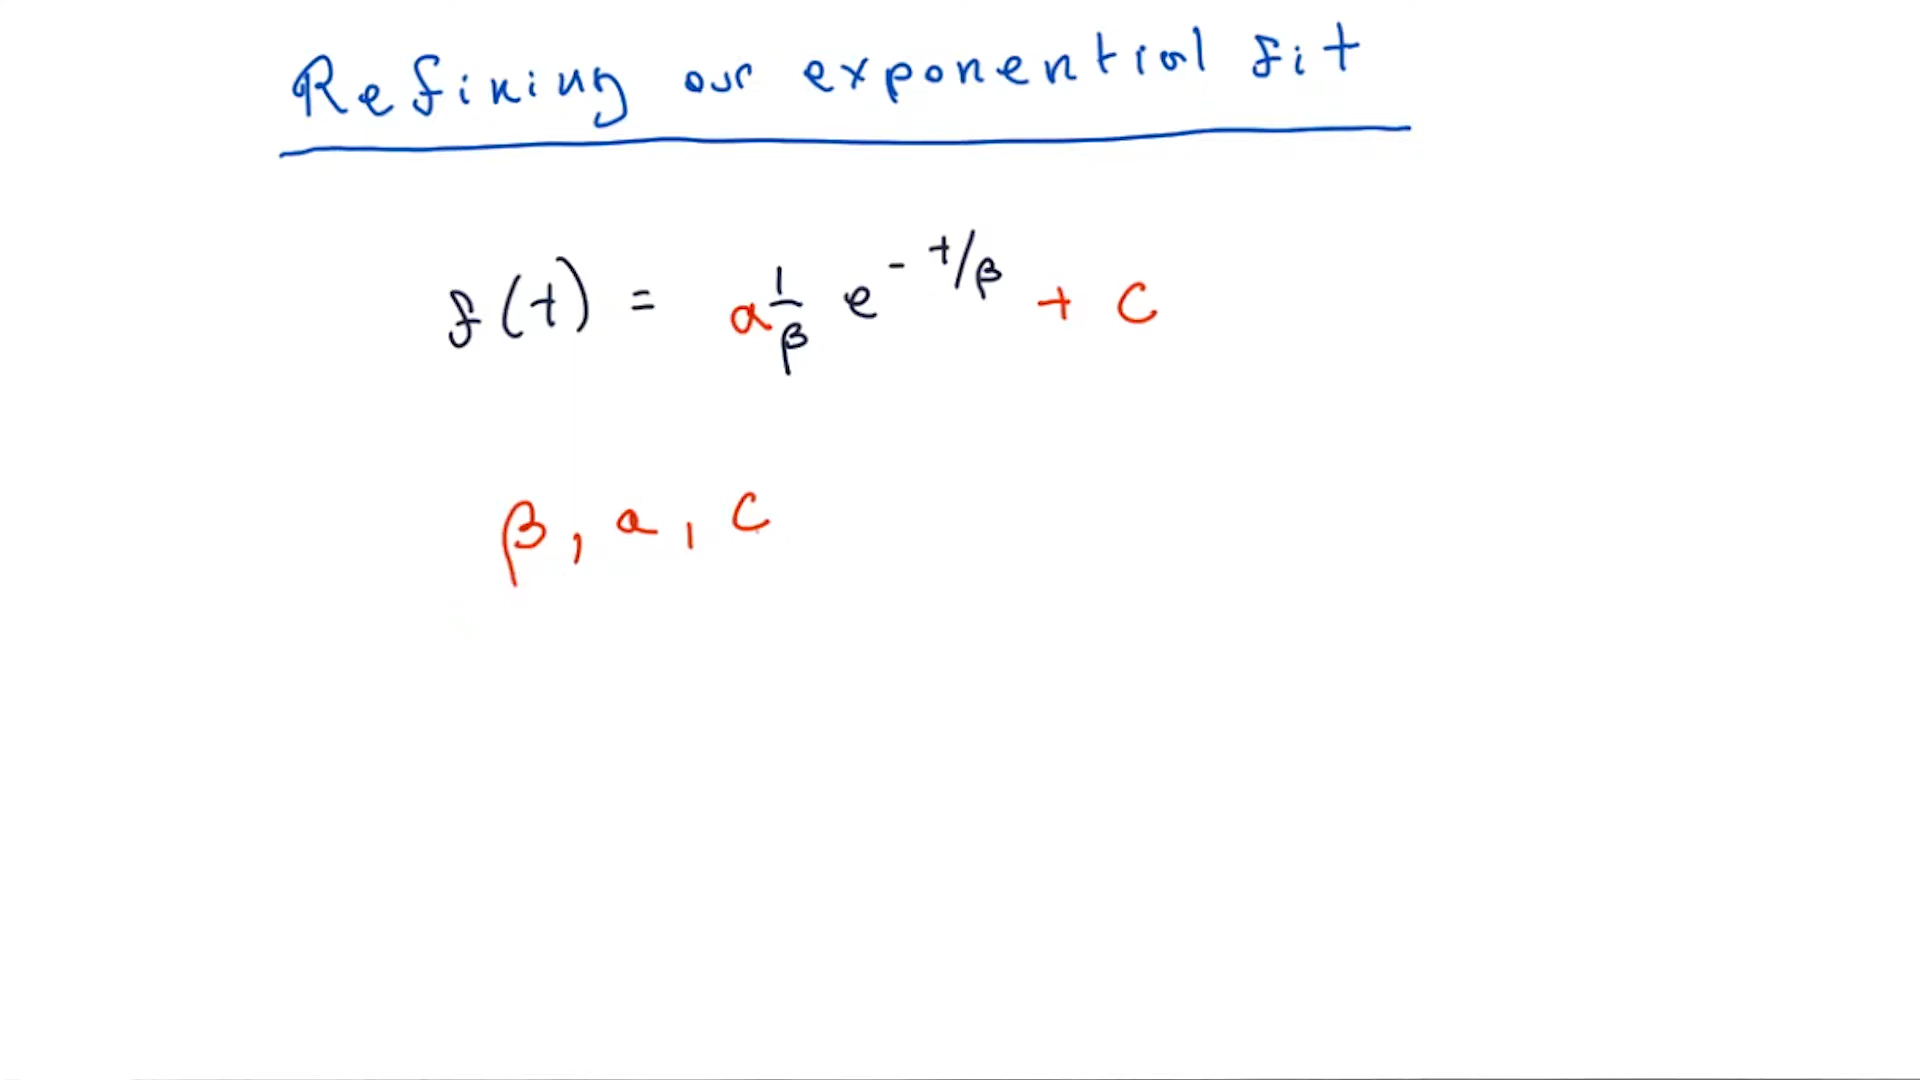 Refining our exponential fit
f(t) = a 1/β e^{-t/β} + c
β, a, c